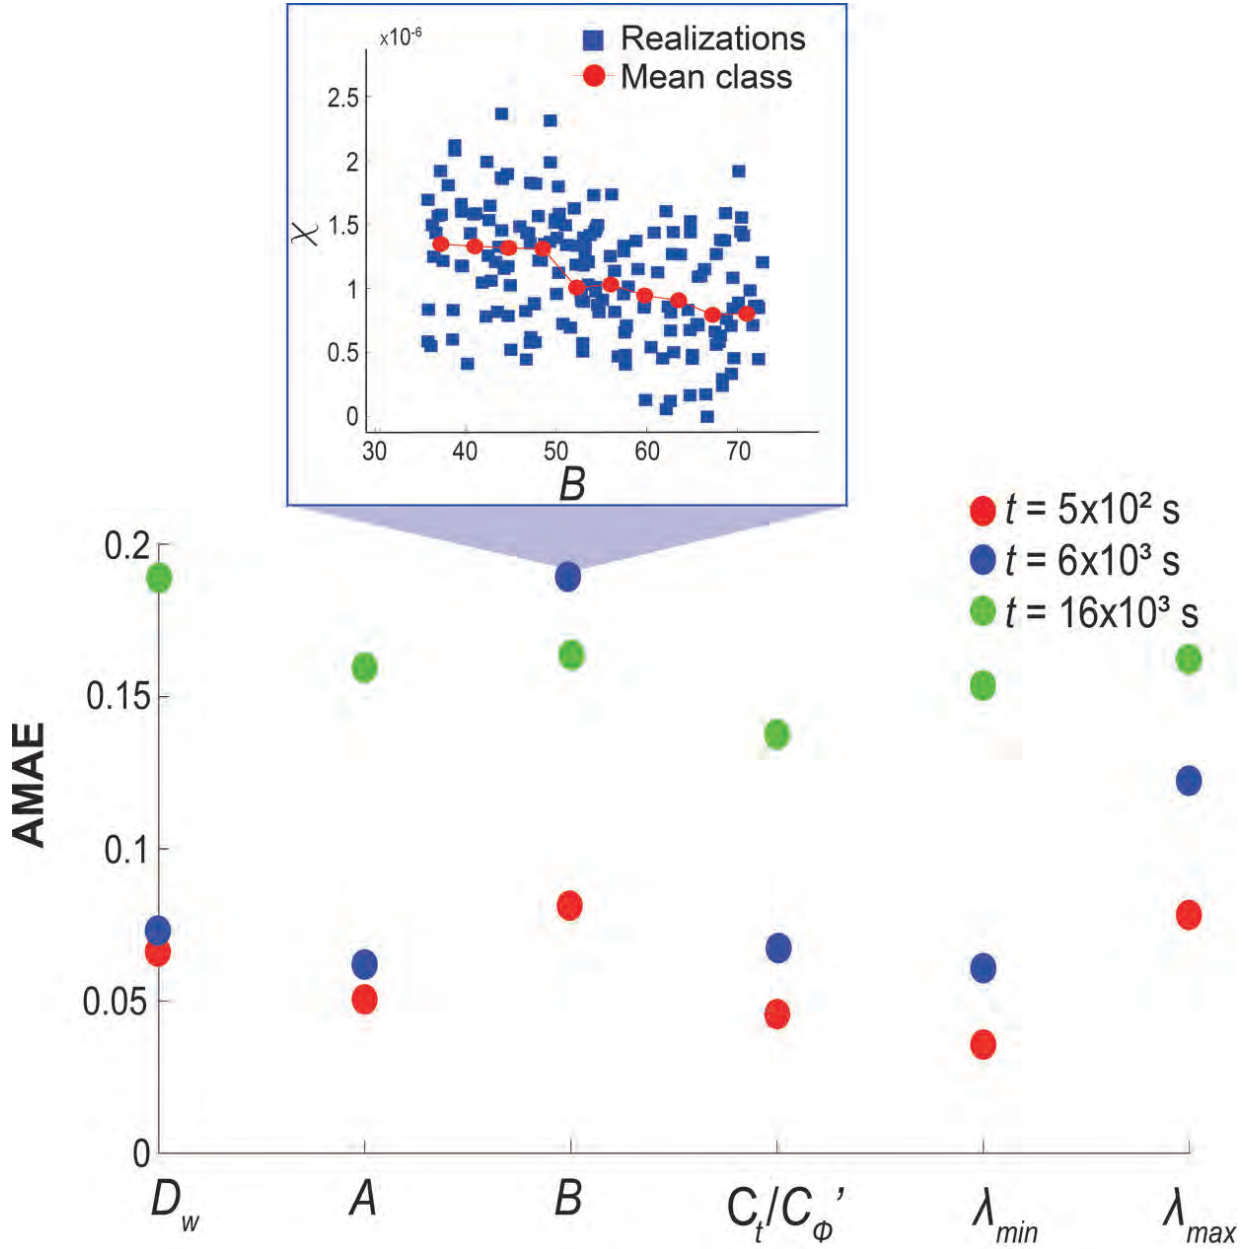 x10⁻⁶
Realizations
Mean class
2.5
2
1.5
1
0.5
0
χ
30 40 50 60 70
B
t = 5x10² s
t = 6x10³ s
t = 16x10³ s
0.2
0.15
0.1
0.05
0
AMAE
D_w A B C_t/C_Φ' λ_min λ_max